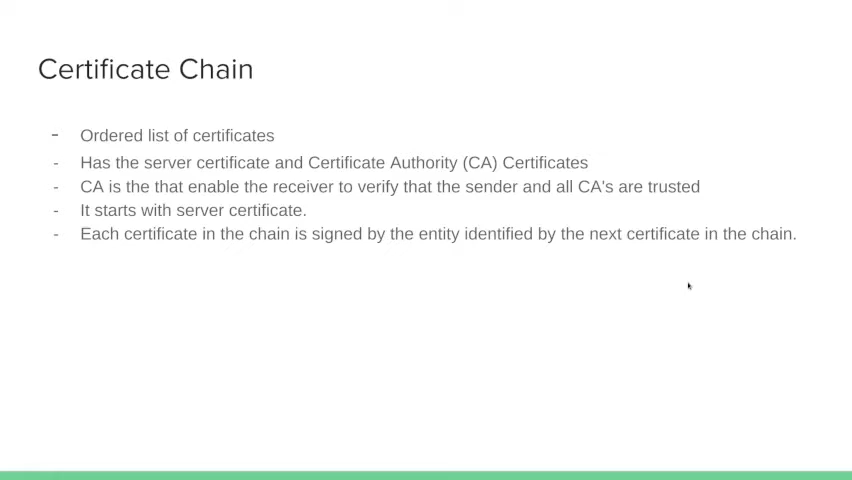 Certificate Chain
- Ordered list of certificates
- Has the server certificate and Certificate Authority (CA) Certificates
- CA is the that enable the receiver to verify that the sender and all CA's are trusted
- It starts with server certificate.
- Each certificate in the chain is signed by the entity identified by the next certificate in the chain.